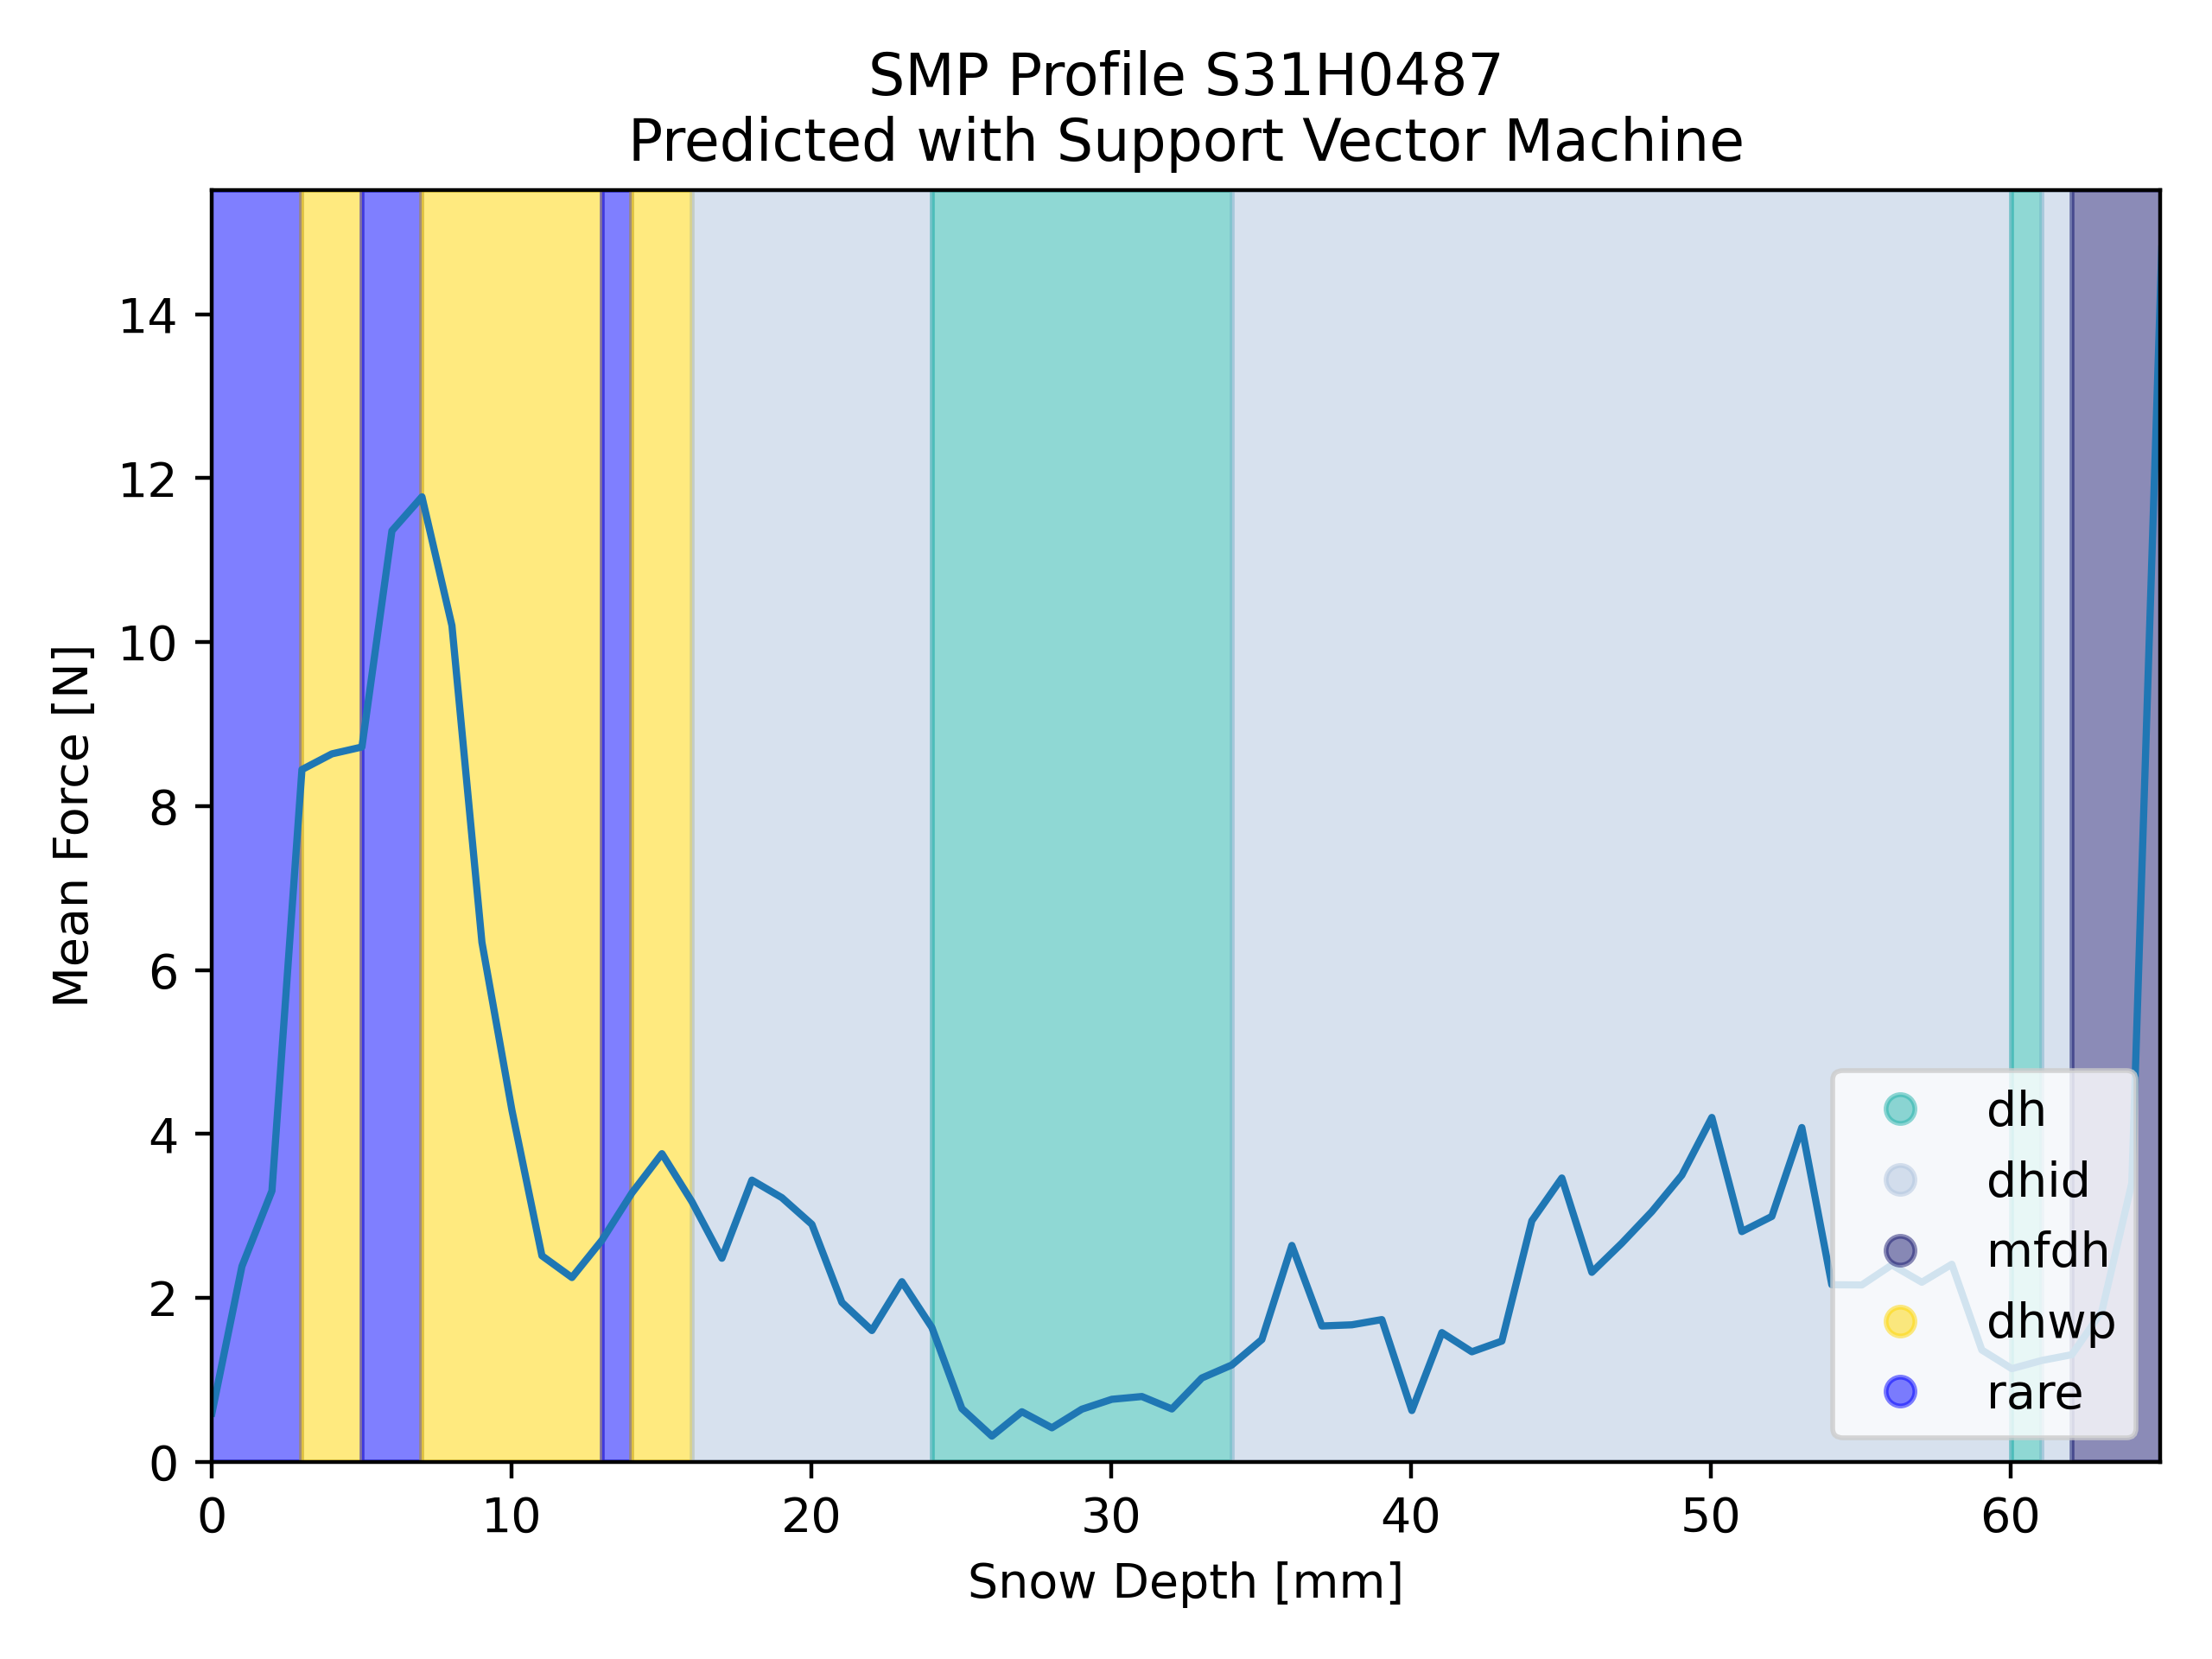 SMP Profile S31H0487
Predicted with Support Vector Machine
Mean Force [N]
14
12
10
8
6
4
2
0
0 10 20 30 40 50 60
Snow Depth [mm]
dh
dhid
mfdh
dhwp
rare